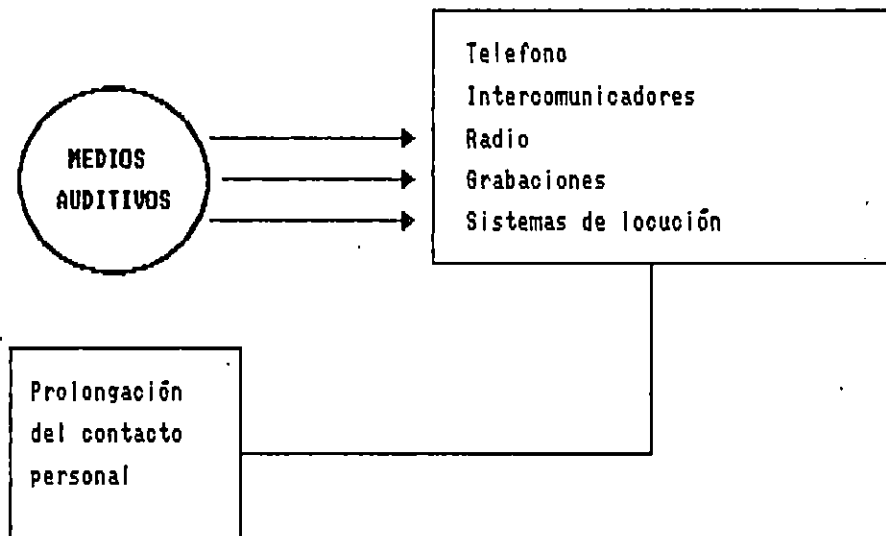 MEDIOS
AUDITIVOS
Telefono
Intercomunicadores
Radio
Grabaciones
Sistemas de locución
Prolongación
del contacto
personal